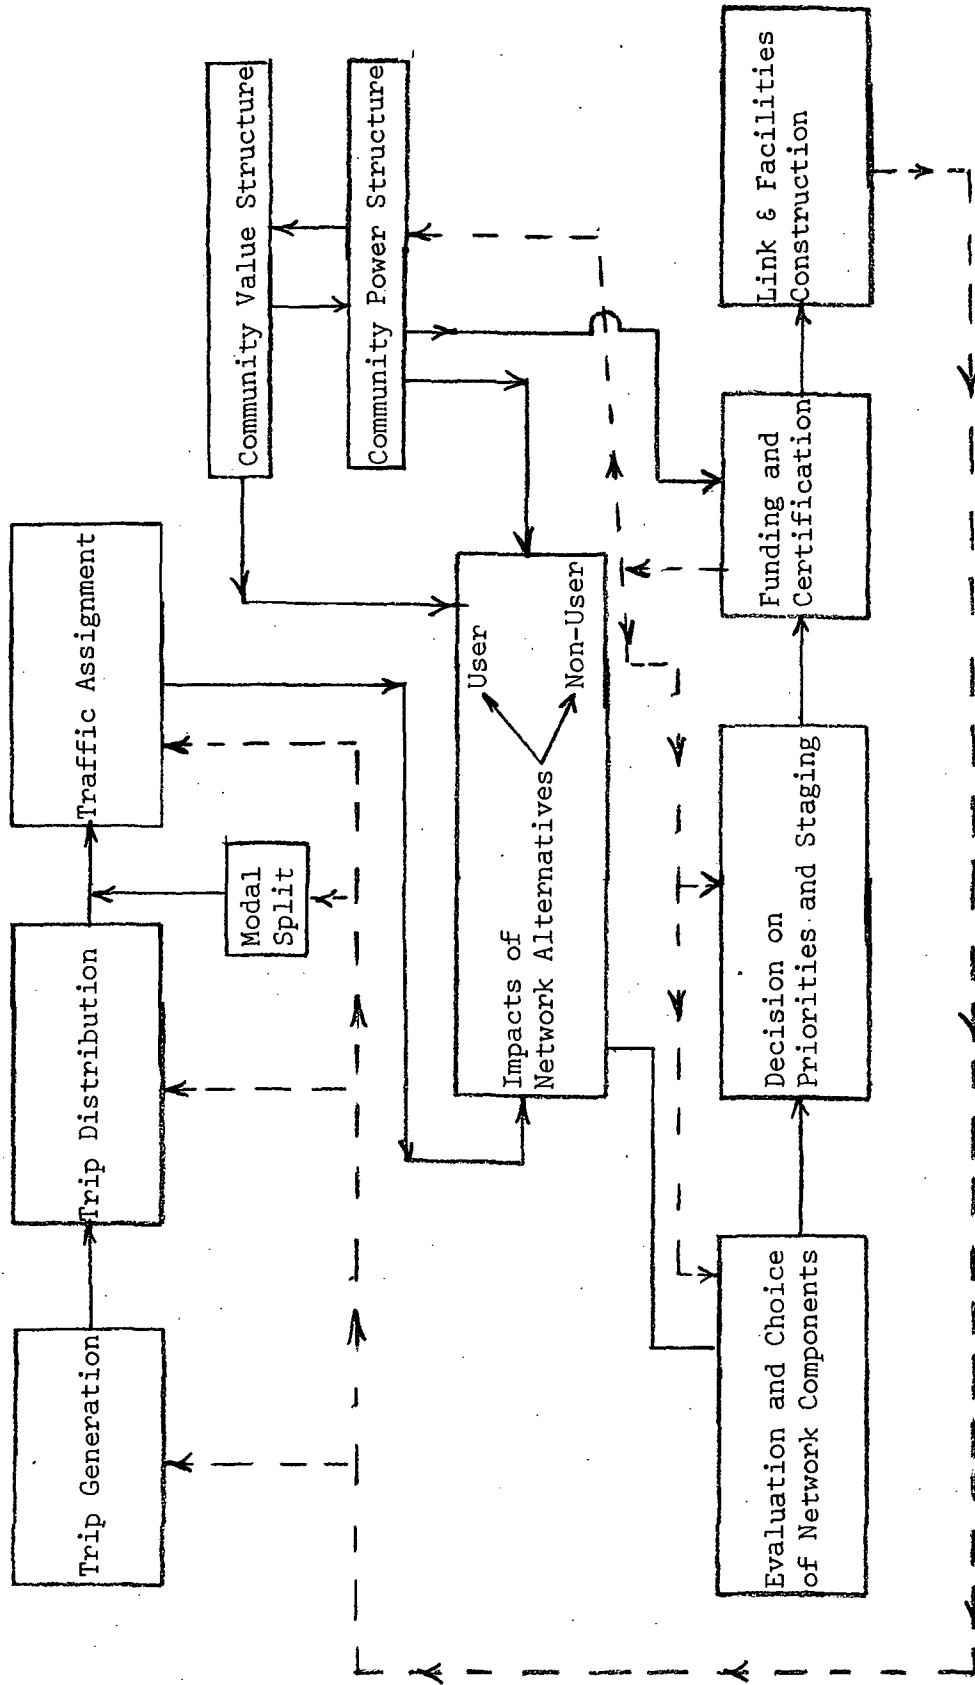 Trip Generation
Trip Distribution
Traffic Assignment
Modal
Split
Community Value Structure
Community Power Structure
Impacts of
Network Alternatives
User
Non-User
Evaluation and Choice
of Network Components
Decision on
Priorities and Staging
Funding and
Certification
Link & Facilities
Construction